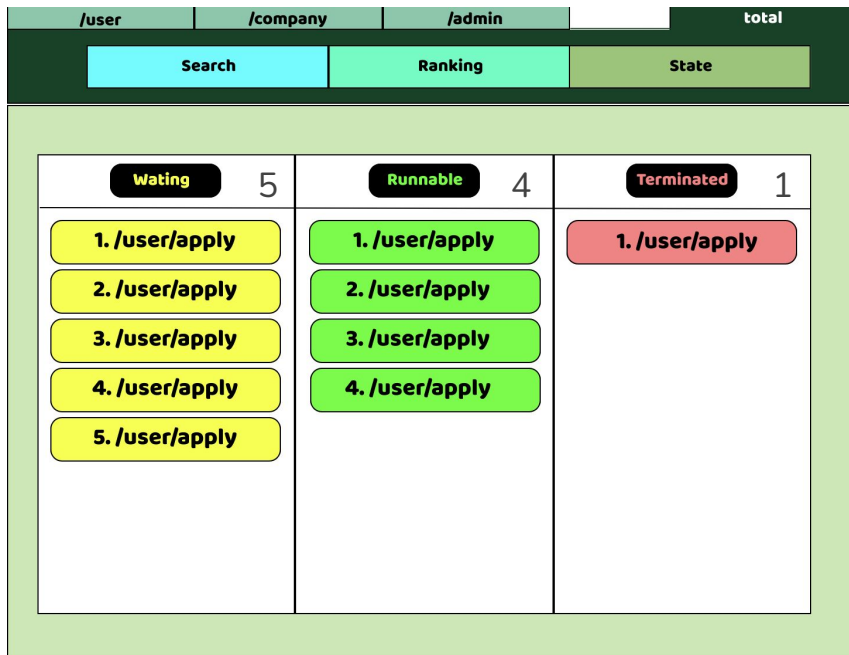 /user /company /admin total
Search Ranking State
Wating 5 Runnable 4 Terminated 1
1. /user/apply 1. /user/apply 1. /user/apply
2. /user/apply 2. /user/apply
3. /user/apply 3. /user/apply
4. /user/apply 4. /user/apply
5. /user/apply